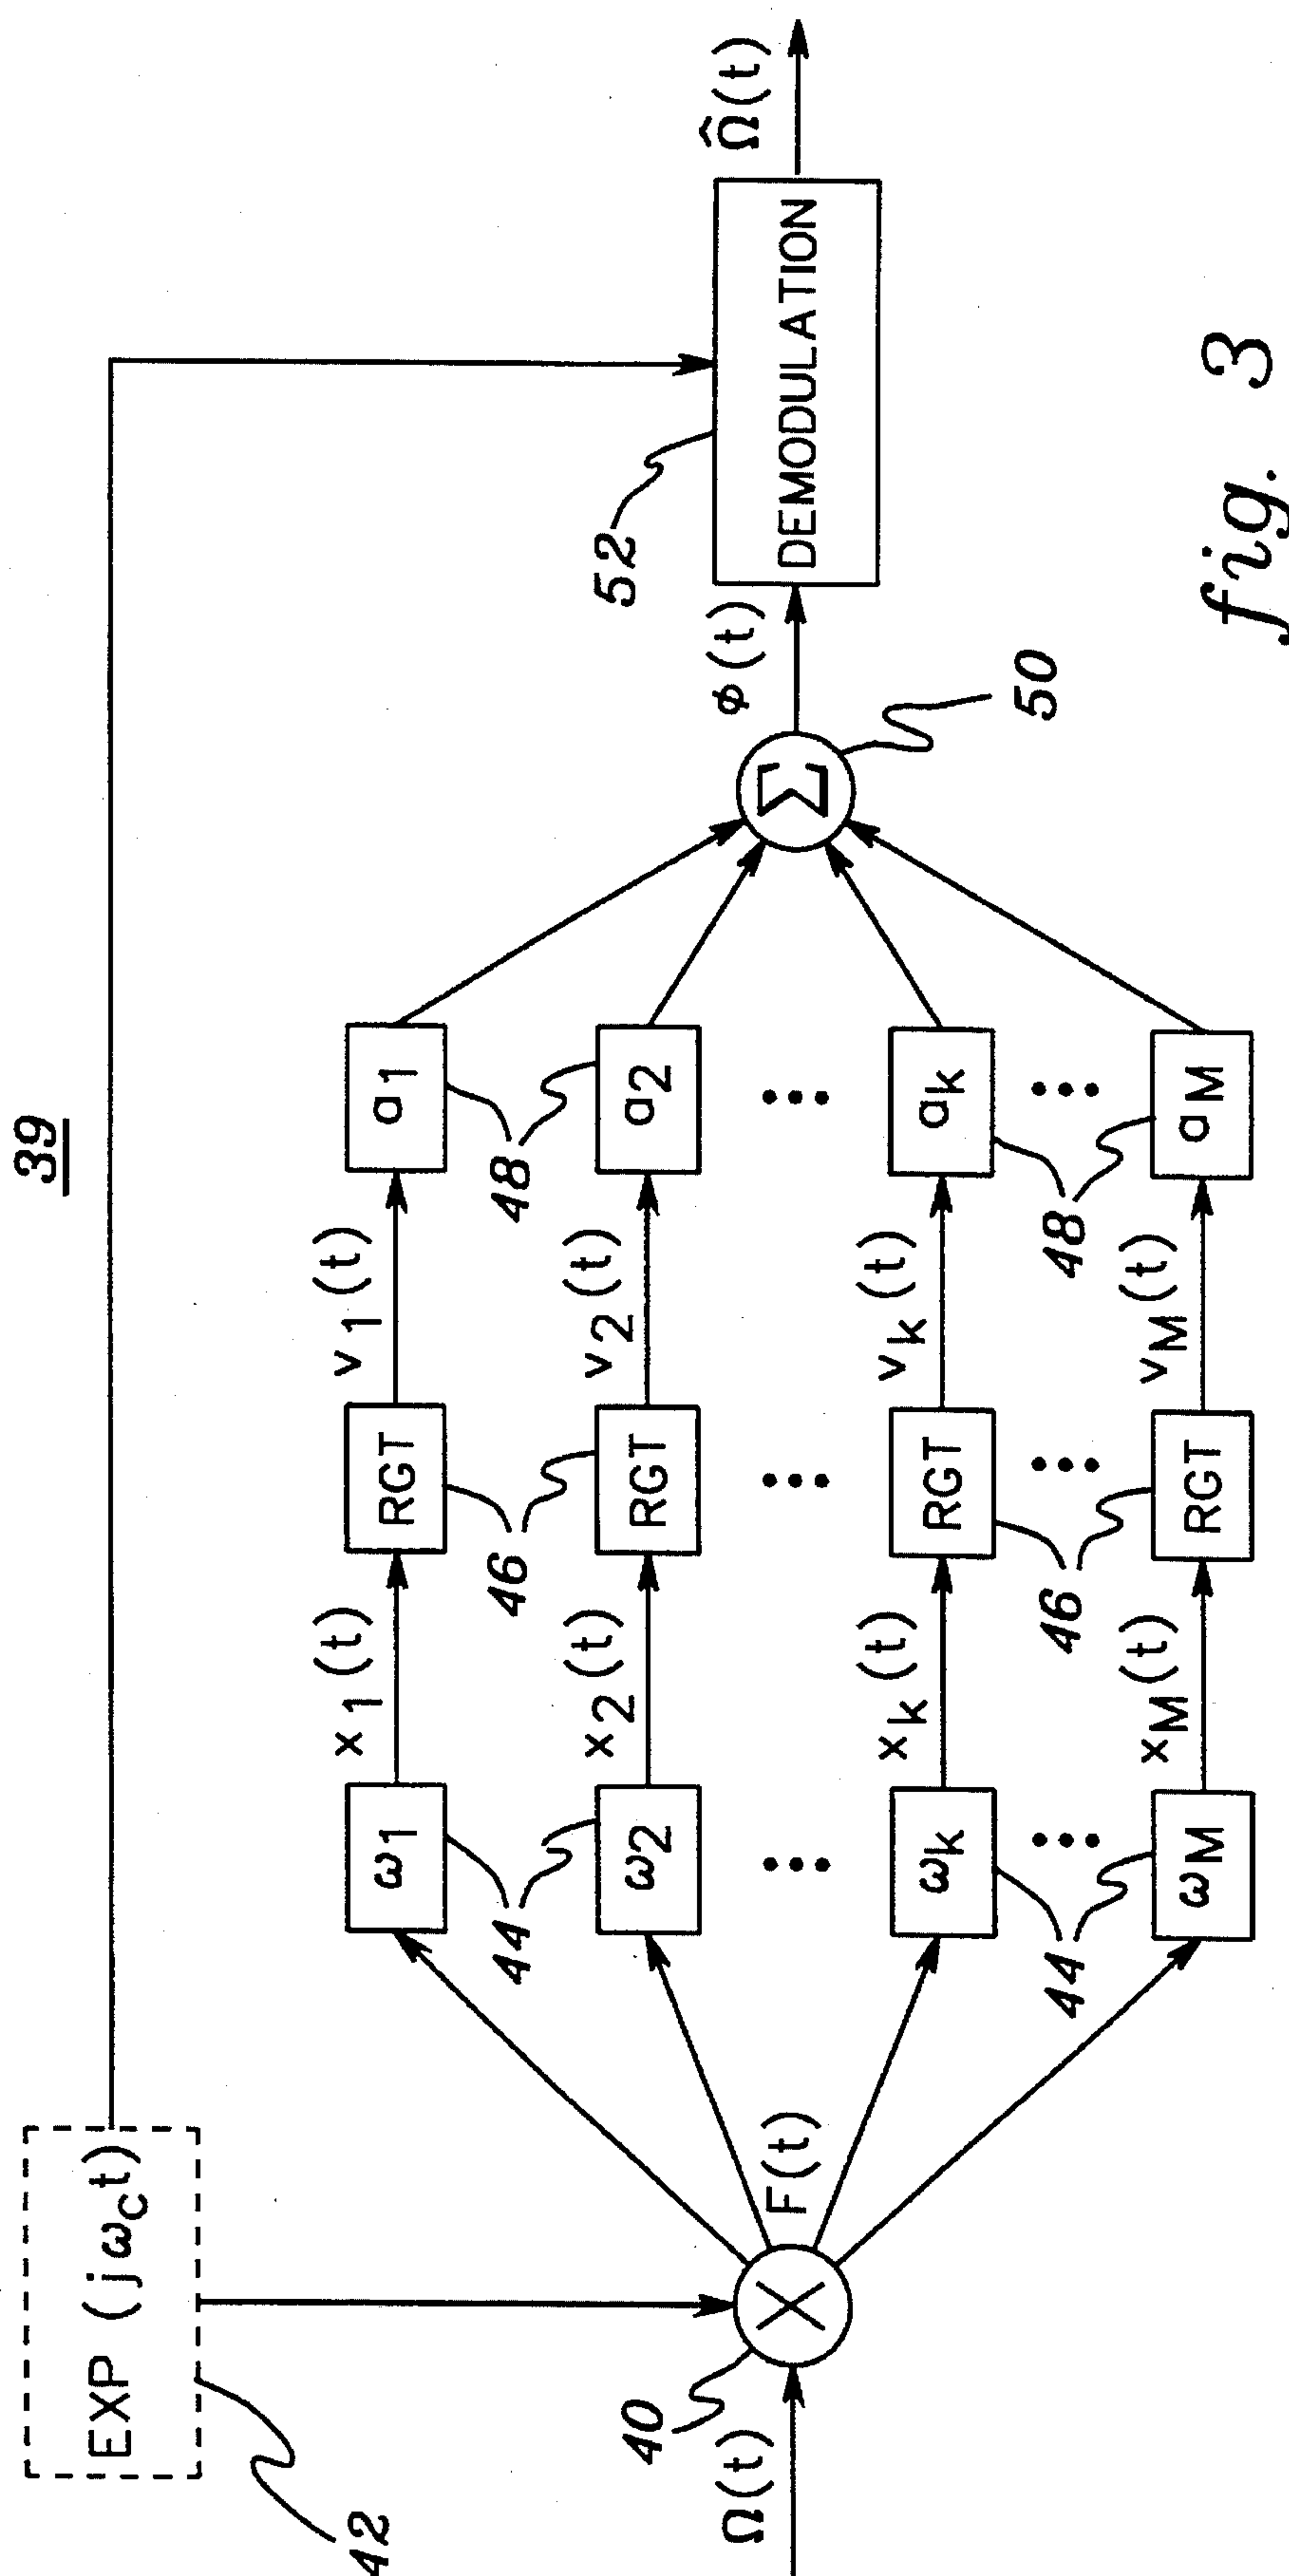 39
EXP (jωct)
42
Ω(t)
40
F(t)
ω1
x1(t)
RGT
v1(t)
a1
44
46
48
ω2
x2(t)
RGT
v2(t)
a2
ωk
xk(t)
RGT
vk(t)
ak
44
46
48
ωM
xM(t)
RGT
vM(t)
aM
Σ
50
ϕ(t)
52
DEMODULATION
Ω̂(t)
fig. 3